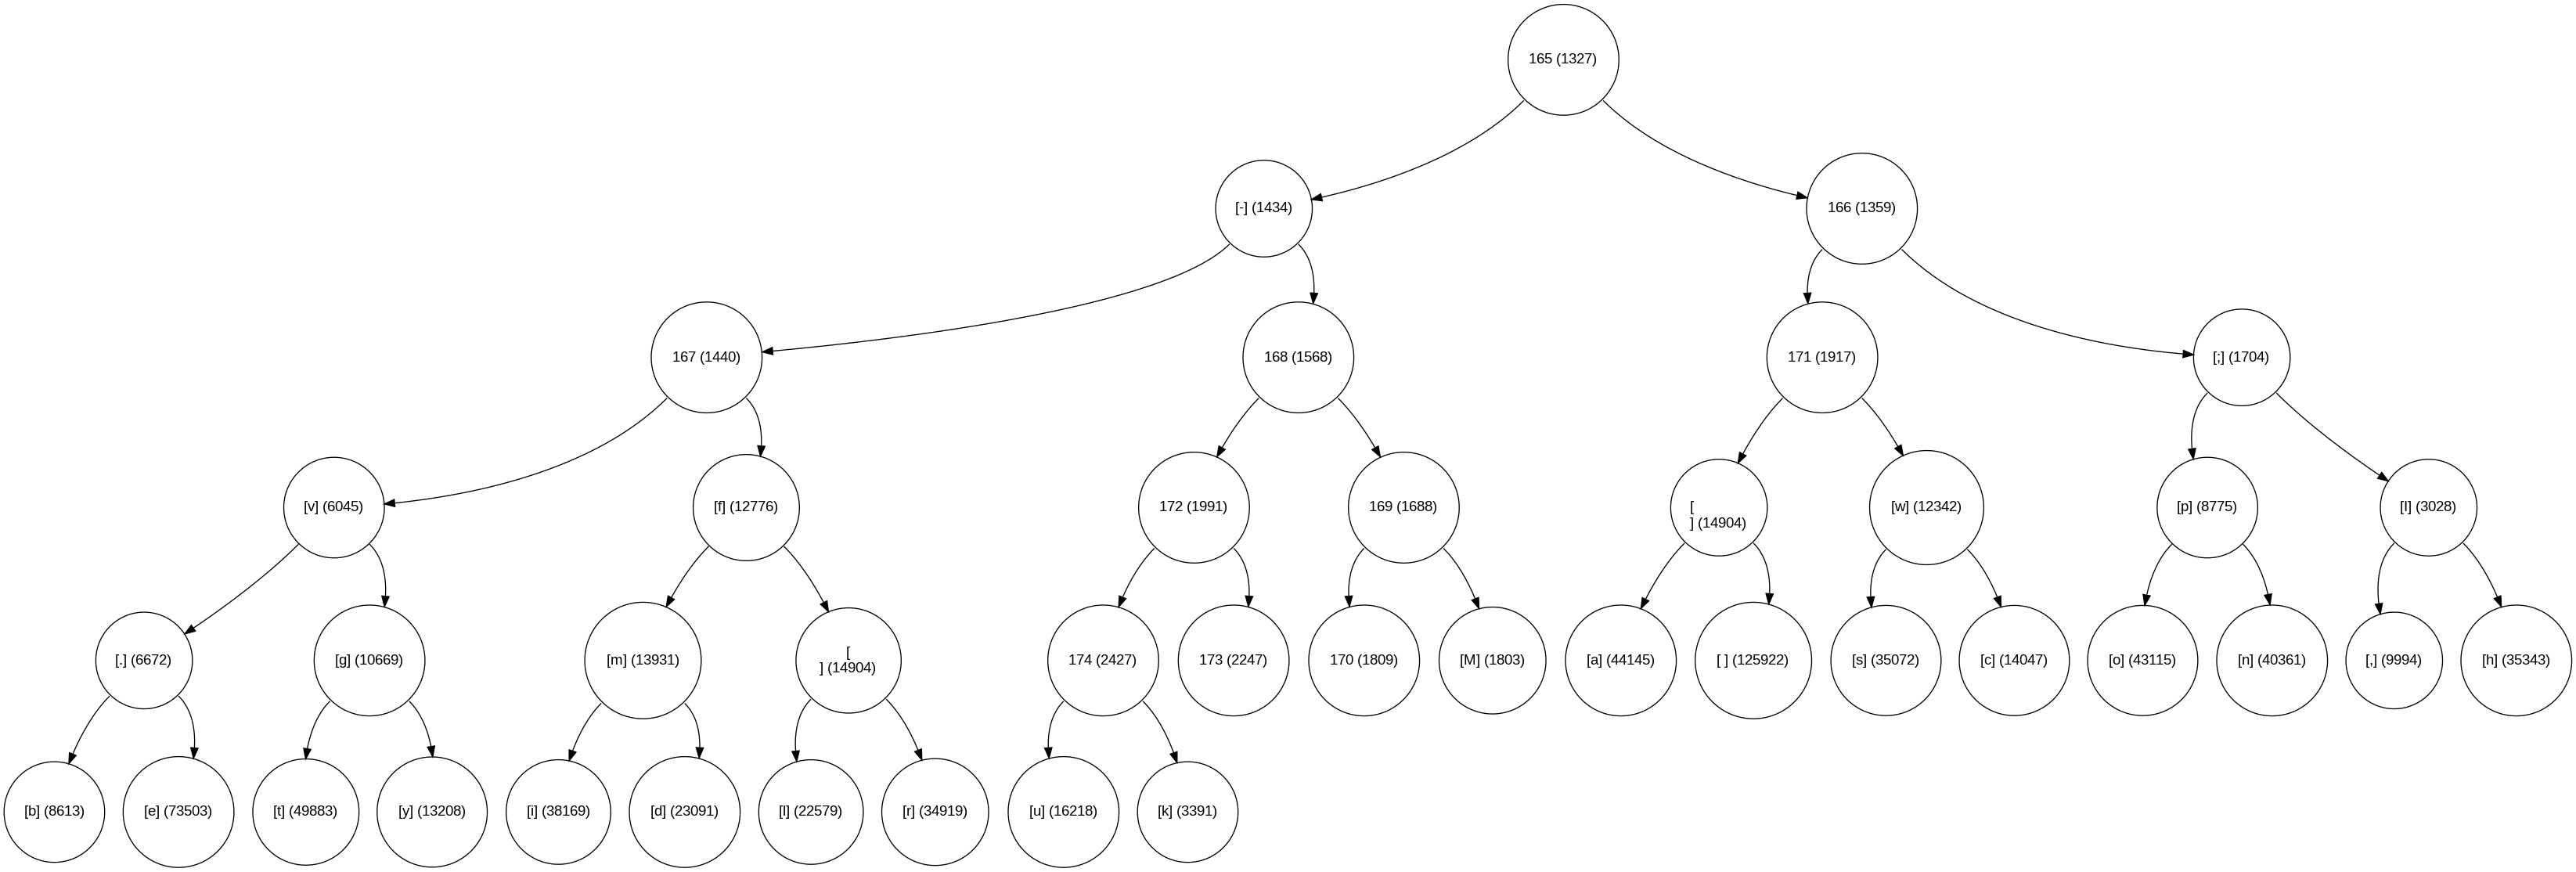 165 (1327)
[-] (1434)
166 (1359)
167 (1440)
168 (1568)
171 (1917)
[;] (1704)
[v] (6045)
[f] (12776)
172 (1991)
169 (1688)
[
] (14904)
[w] (12342)
[p] (8775)
[I] (3028)
[.] (6672)
[g] (10669)
[m] (13931)
[
] (14904)
174 (2427)
173 (2247)
170 (1809)
[M] (1803)
[a] (44145)
[ ] (125922)
[s] (35072)
[c] (14047)
[o] (43115)
[n] (40361)
[,] (9994)
[h] (35343)
[b] (8613)
[e] (73503)
[t] (49883)
[y] (13208)
[i] (38169)
[d] (23091)
[l] (22579)
[r] (34919)
[u] (16218)
[k] (3391)